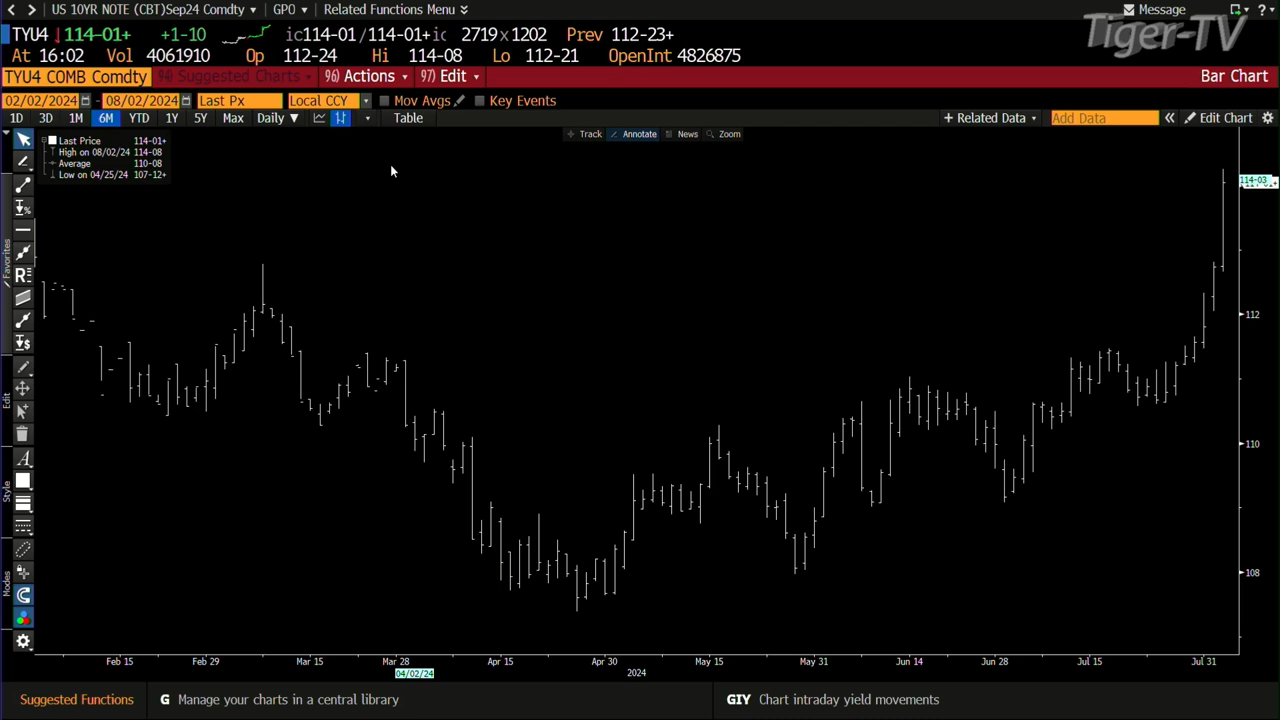 US 10YR NOTE (CBT)Sep24 Comdty GPO Related Functions Menu Message
Tiger-TV
TYU4 114-01+ +1-10 ic114-01/114-01+ic 2719x1202 Prev 112-23+
At 16:02 Vol 4061910 Op 112-24 Hi 114-08 Lo 112-21 OpenInt 4826875
TYU4 COMB Comdty 94) Suggested Charts 96) Actions 97) Edit Bar Chart
02/02/2024 - 08/02/2024 Last Px Local CCY Mov Avgs Key Events
1D 3D 1M 6M YTD 1Y 5Y Max Daily ▼ Table + Related Data Add Data « Edit Chart
Track Annotate News Zoom
Last Price 114-01+
High on 08/02/24 114-08
Average 110-08
Low on 04/25/24 107-12+
114-03
112
110
108
Favorites
Edit
Style
Modes
Feb 15 Feb 29 Mar 15 Mar 28 Apr 15 Apr 30 May 15 May 31 Jun 14 Jun 28 Jul 15 Jul 31
04/02/24 2024
Suggested Functions G Manage your charts in a central library GIY Chart intraday yield movements